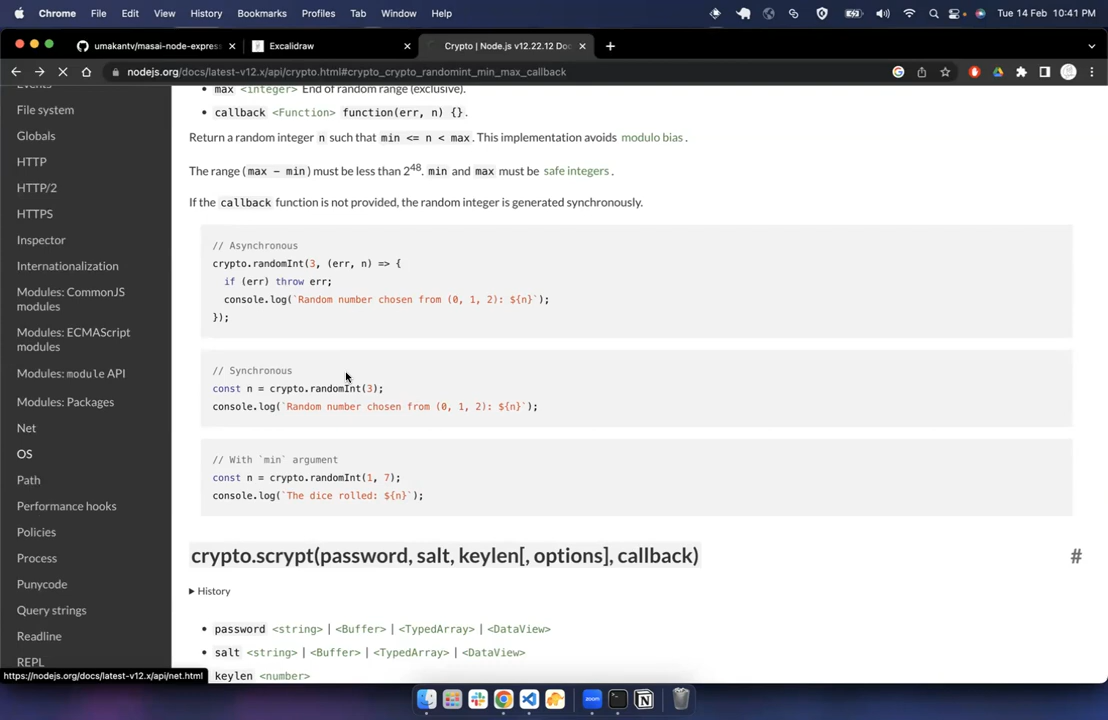 Chrome File Edit View History Bookmarks Profiles Tab Window Help Tue 14 Feb 10:41 PM
umakantv/masai-node-expres Excalidraw Crypto | Node.js v12.22.12 Doc
nodejs.org/docs/latest-v12.x/api/crypto.html#crypto_crypto_randomint_min_max_callback
Events
File system
Globals
HTTP
HTTP/2
HTTPS
Inspector
Internationalization
Modules: CommonJS
modules
Modules: ECMAScript
modules
Modules: module API
Modules: Packages
Net
OS
Path
Performance hooks
Policies
Process
Punycode
Query strings
Readline
REPL
https://nodejs.org/docs/latest-v12.x/api/net.html
• max <integer> End of random range (exclusive).
• callback <Function> function(err, n) {}.
Return a random integer n such that min <= n < max. This implementation avoids modulo bias.
The range (max - min) must be less than 2⁴⁸. min and max must be safe integers.
If the callback function is not provided, the random integer is generated synchronously.
// Asynchronous
crypto.randomInt(3, (err, n) => {
if (err) throw err;
console.log(`Random number chosen from (0, 1, 2): ${n}`);
});
// Synchronous
const n = crypto.randomInt(3);
console.log(`Random number chosen from (0, 1, 2): ${n}`);
// With `min` argument
const n = crypto.randomInt(1, 7);
console.log(`The dice rolled: ${n}`);
crypto.scrypt(password, salt, keylen[, options], callback) #
▶ History
• password <string> | <Buffer> | <TypedArray> | <DataView>
• salt <string> | <Buffer> | <TypedArray> | <DataView>
keylen <number>